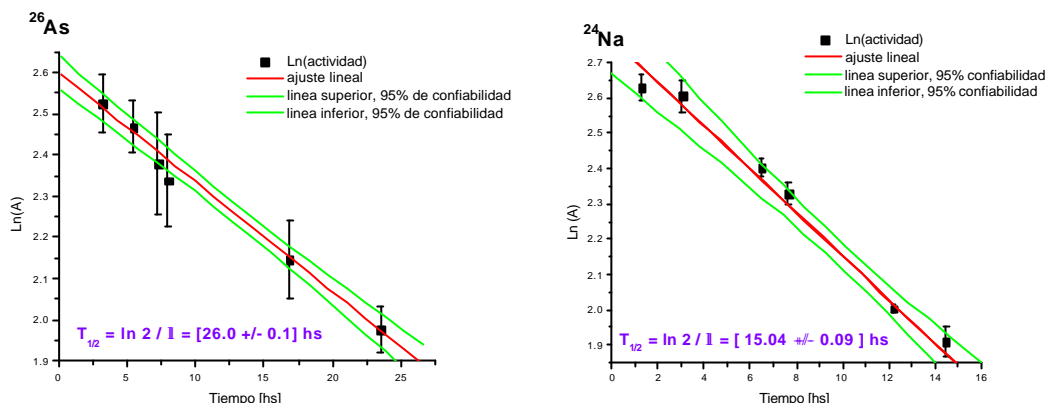 26As
Ln(actividad)
ajuste lineal
linea superior, 95% de confiabilidad
linea inferior, 95% de confiabilidad
2.6
2.5
2.4
2.3
2.2
2.1
2.0
1.9
Ln(A)
T1/2 = ln 2 / l = [26.0 +/- 0.1] hs
0 5 10 15 20 25
Tiempo [hs]
24Na
Ln(actividad)
ajuste lineal
linea superior, 95% confiabilidad
linea inferior, 95% confiabilidad
2.7
2.6
2.5
2.4
2.3
2.2
2.1
2.0
1.9
Ln (A)
T1/2 = ln 2 / l = [ 15.04 +/- 0.09 ] hs
0 2 4 6 8 10 12 14 16
Tiempo [hs]